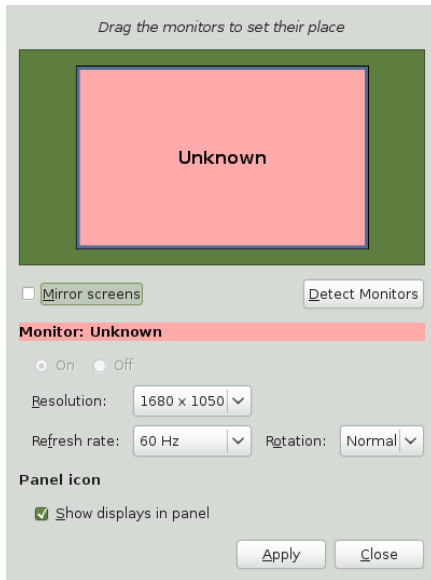 Drag the monitors to set their place
Unknown
Mirror screens Detect Monitors
Monitor: Unknown
On Off
Resolution: 1680 x 1050
Refresh rate: 60 Hz Rotation: Normal
Panel icon
Show displays in panel
Apply Close